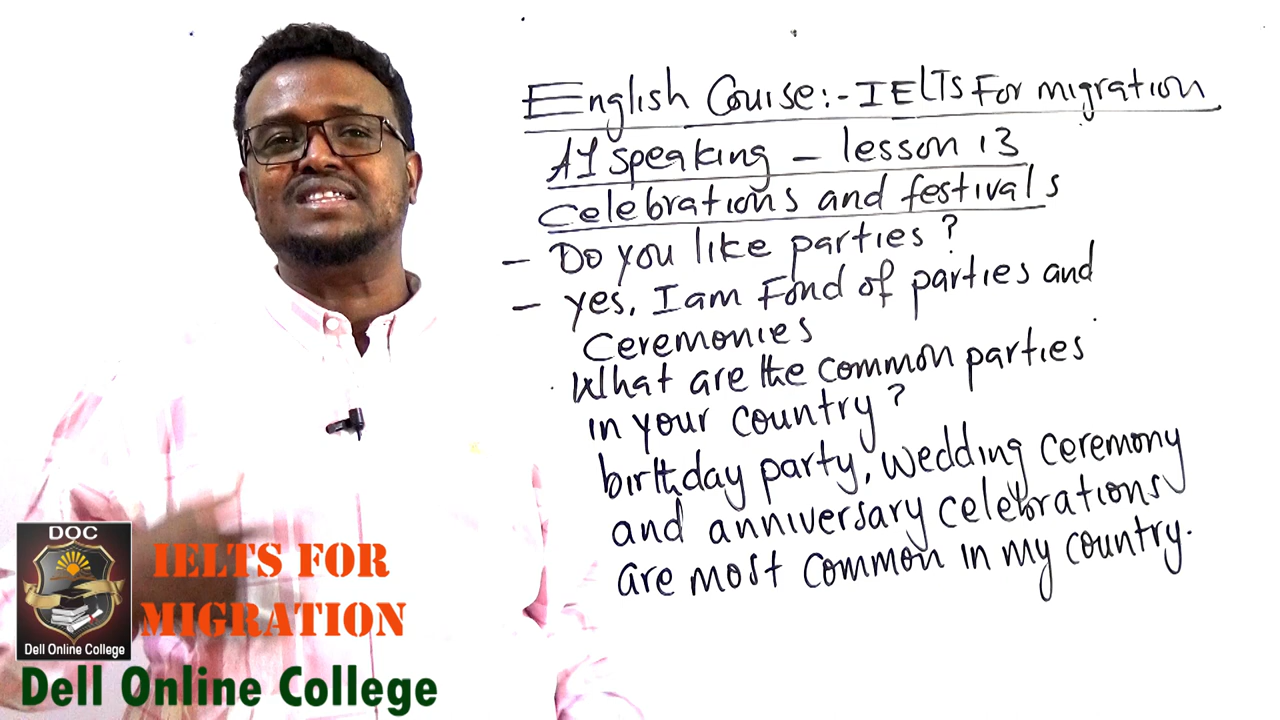 English Course:- IELTS For migration
A1 speaking - lesson 13
Celebrations and festivals
- Do you like parties?
- yes, I am Fond of parties and
Ceremonies
What are the common parties
in your country?
birthday party, wedding ceremony
and anniversary celebrations
are most common in my country.
DOC
Dell Online College
IELTS FOR
MIGRATION
Dell Online College